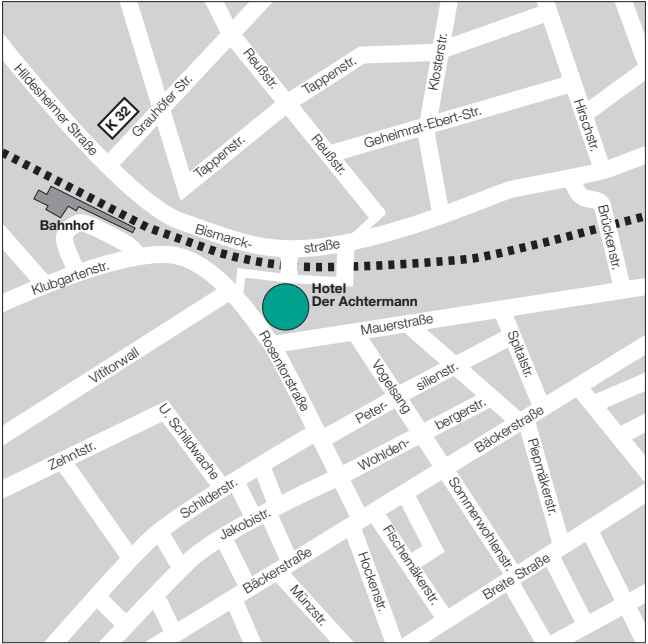 Hildesheimer Straße
K 32
Grauhöfer Str.
Reußstr.
Tappenstr.
Klosterstr.
Hirschstr.
Geheimrat-Ebert-Str.
Reußstr.
Tappenstr.
Bahnhof
Bismarck-
straße
Brückenstr.
Klubgartenstr.
Hotel
Der Achtermann
Mauerstraße
Rosentorstraße
Vititorwall
Vogelsang
Spitalstr.
Peter-
silienstr.
Wohlden-
bergerstr.
Bäckerstraße
Piepmäkerstr.
U. Schildwache
Zehntstr.
Schilderstr.
Jakobistr.
Bäckerstraße
Münzstr.
Hockenstr.
Fischemäkerstr.
Sommerwohlenstr.
Breite Straße